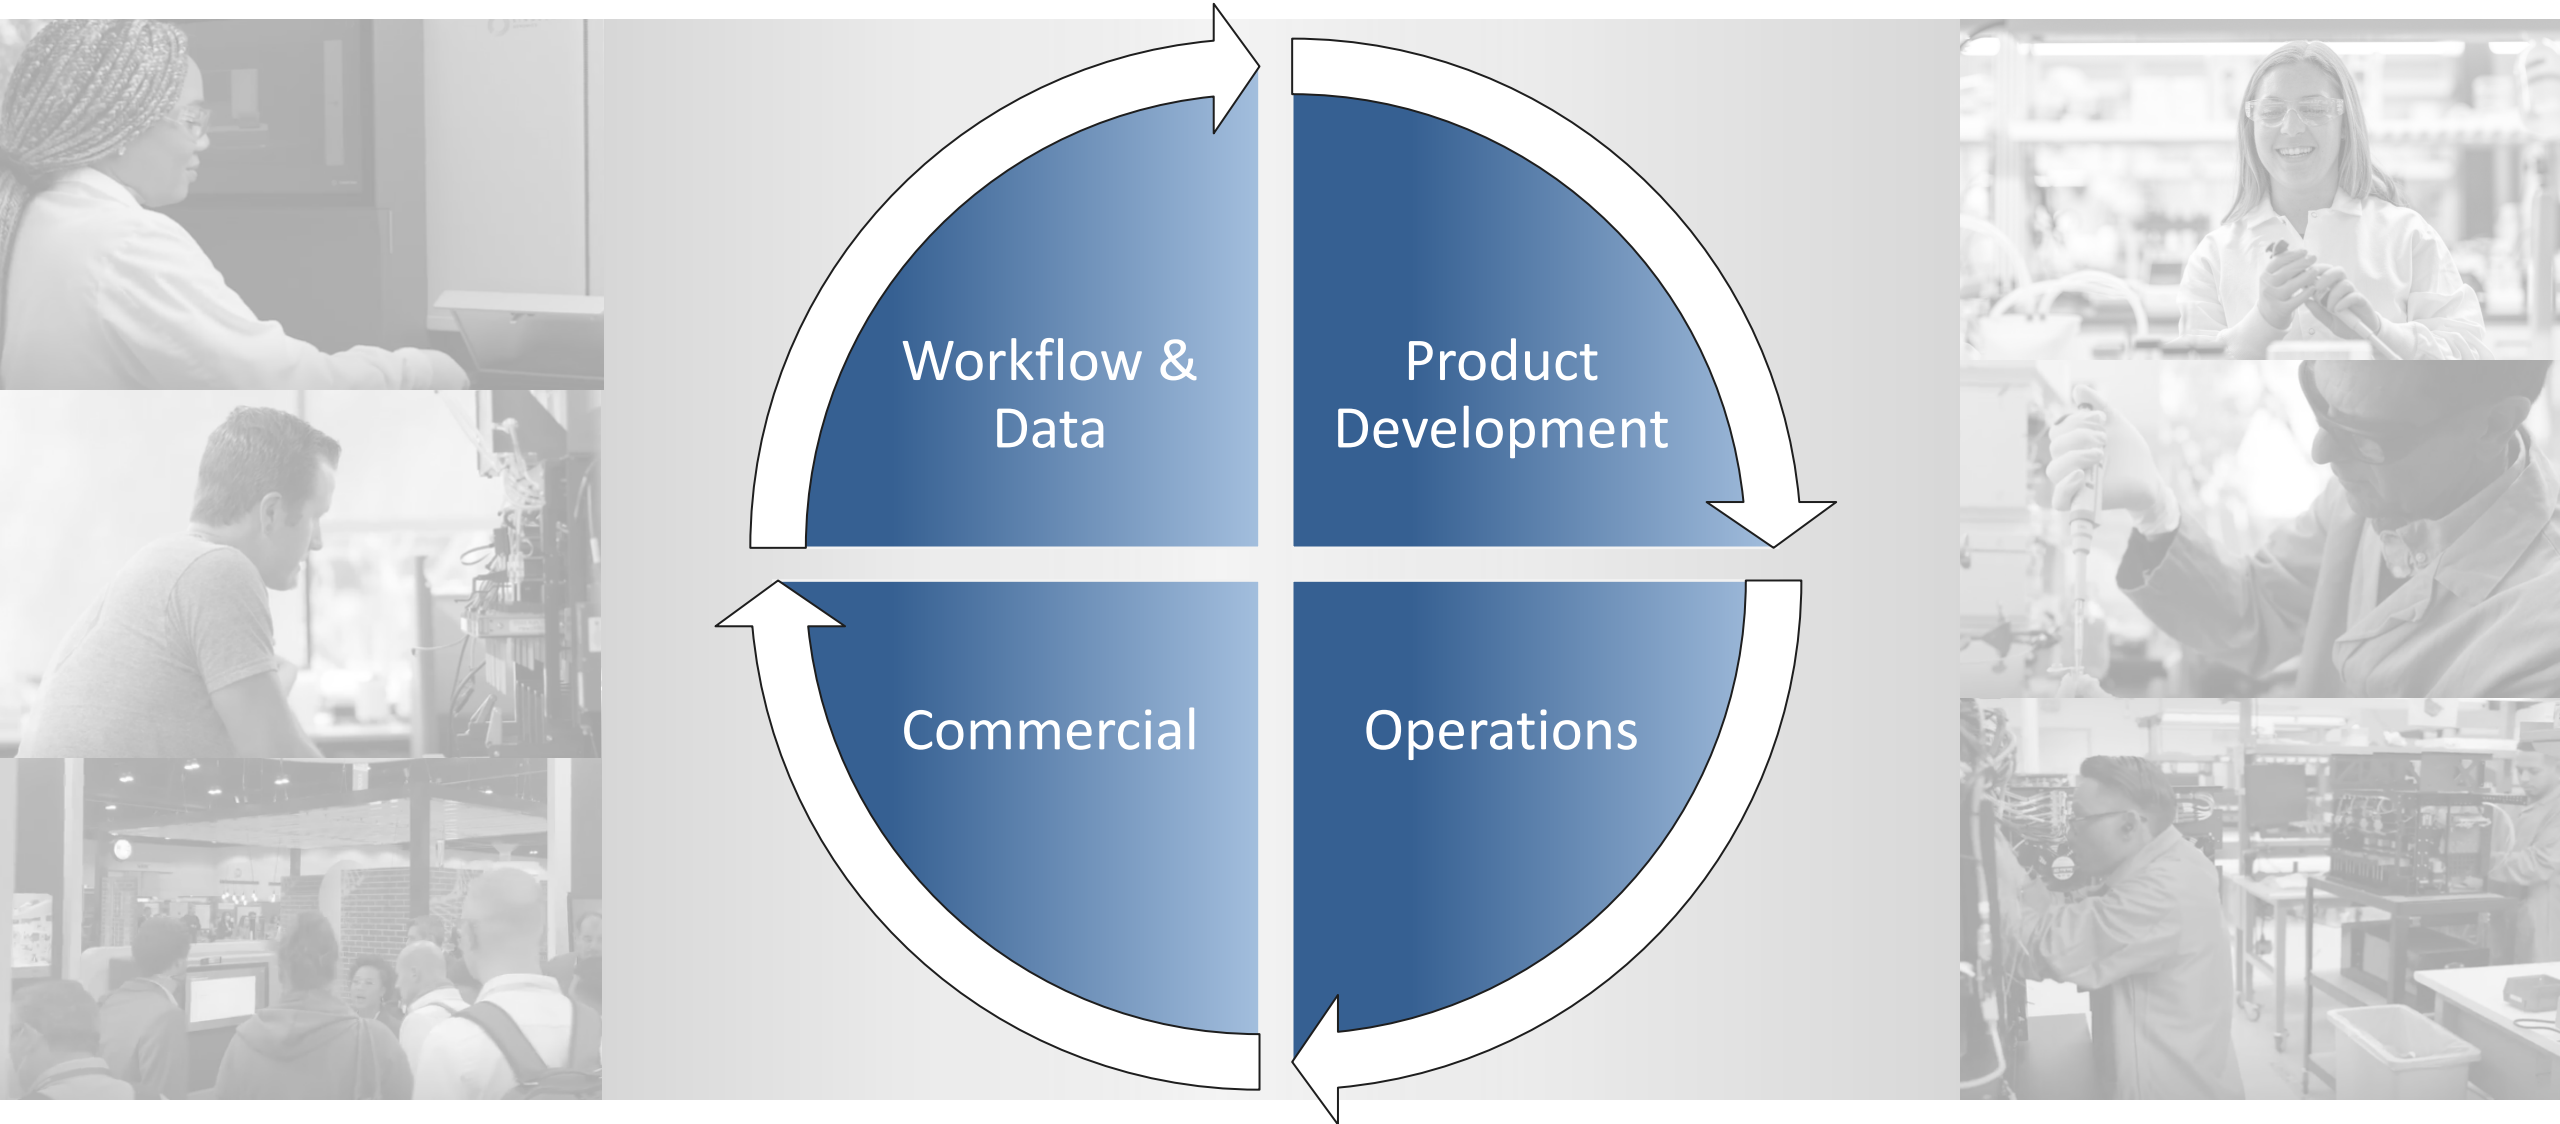 Workflow &
Data
Product
Development
Commercial
Operations